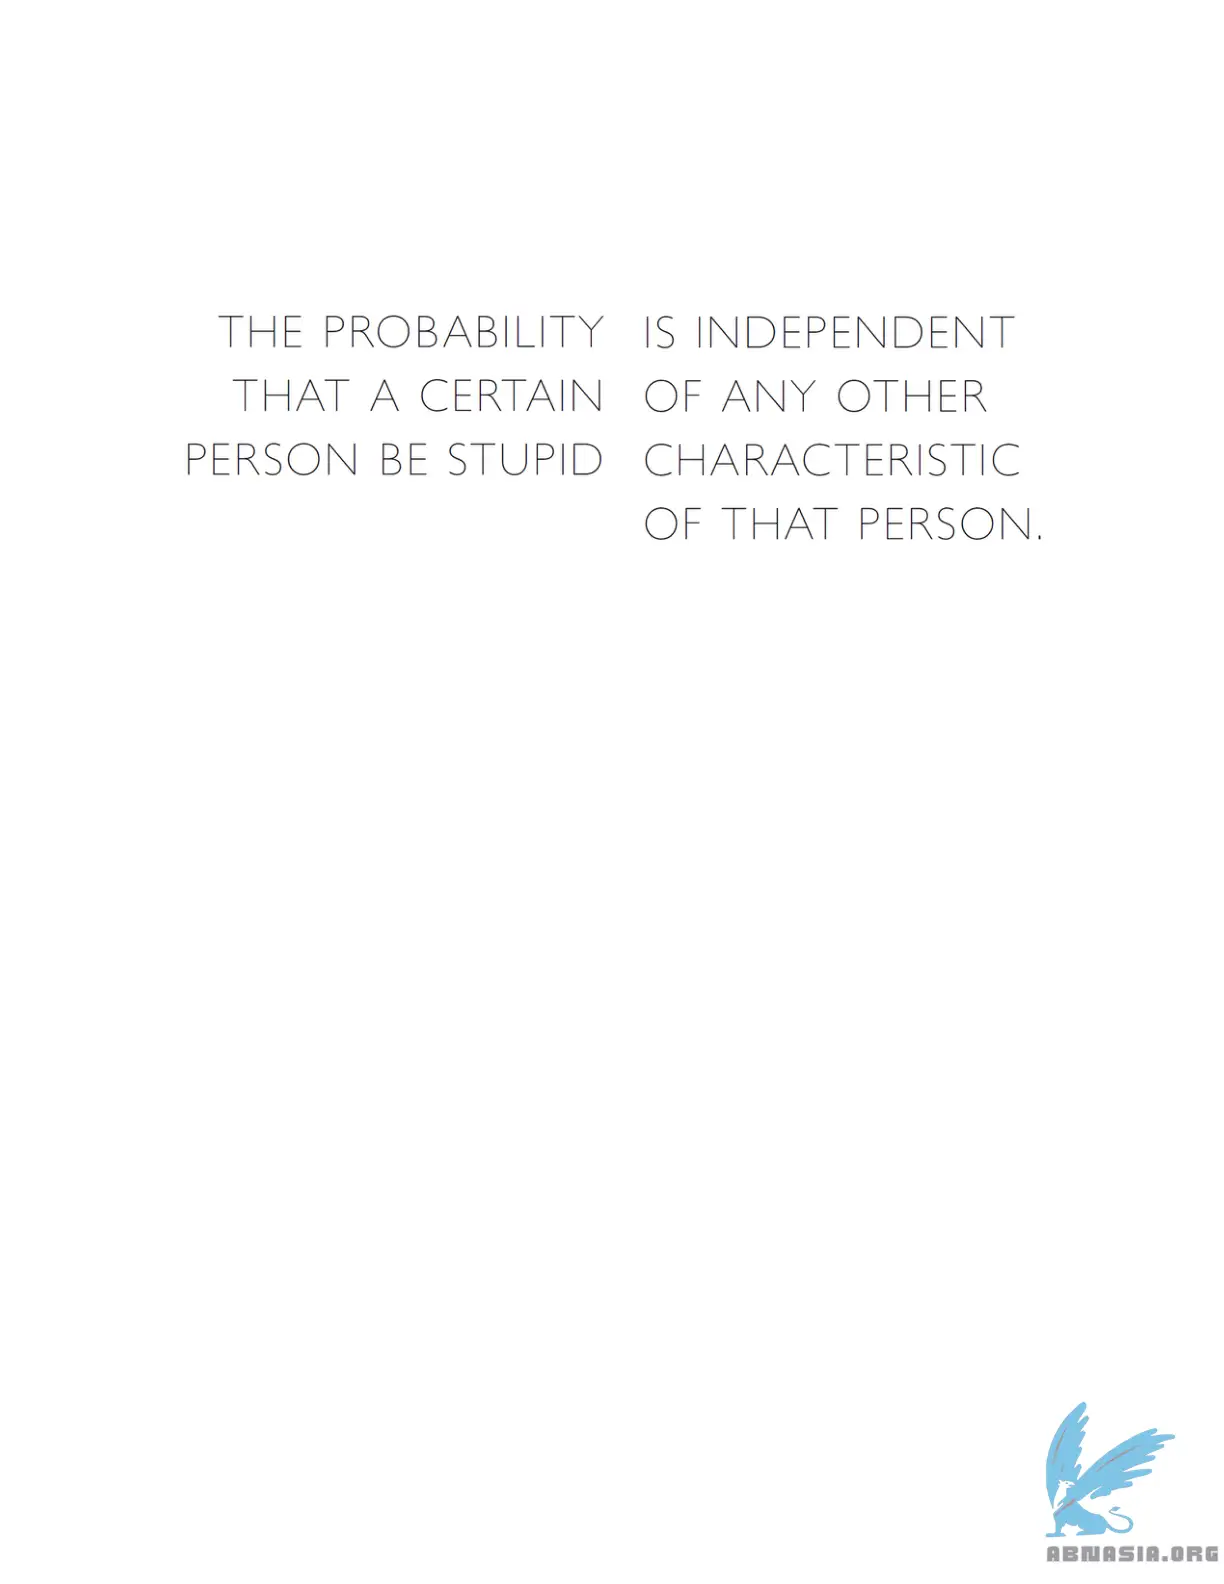 THE PROBABILITY
THAT A CERTAIN
PERSON BE STUPID
IS INDEPENDENT
OF ANY OTHER
CHARACTERISTIC
OF THAT PERSON.
ABNASIA.ORG